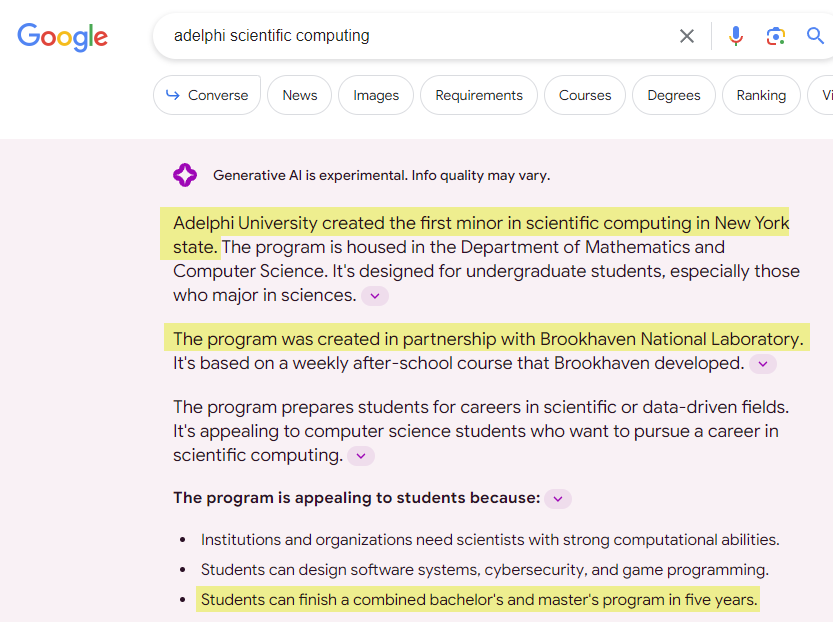 Google
adelphi scientific computing
Converse
News
Images
Requirements
Courses
Degrees
Ranking
Generative AI is experimental. Info quality may vary.
Adelphi University created the first minor in scientific computing in New York
state. The program is housed in the Department of Mathematics and
Computer Science. It's designed for undergraduate students, especially those
who major in sciences.
The program was created in partnership with Brookhaven National Laboratory.
It's based on a weekly after-school course that Brookhaven developed.
The program prepares students for careers in scientific or data-driven fields.
It's appealing to computer science students who want to pursue a career in
scientific computing.
The program is appealing to students because:
• Institutions and organizations need scientists with strong computational abilities.
• Students can design software systems, cybersecurity, and game programming.
• Students can finish a combined bachelor's and master's program in five years.